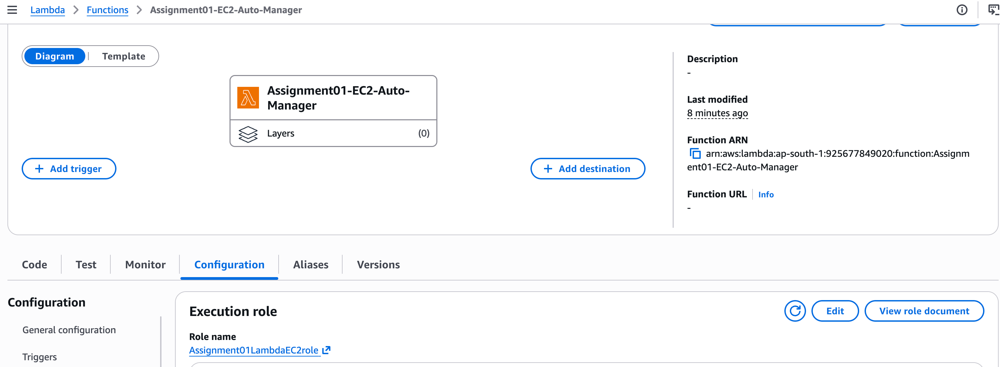 Lambda > Functions > Assignment01-EC2-Auto-Manager
Diagram | Template
Assignment01-EC2-Auto-
Manager
Layers (0)
+ Add trigger
+ Add destination
Description
-
Last modified
8 minutes ago
Function ARN
arn:aws:lambda:ap-south-1:925677849020:function:Assignm
ent01-EC2-Auto-Manager
Function URL | Info
-
Code Test Monitor Configuration Aliases Versions
Configuration
General configuration
Triggers
Execution role
Edit View role document
Role name
Assignment01LambdaEC2role